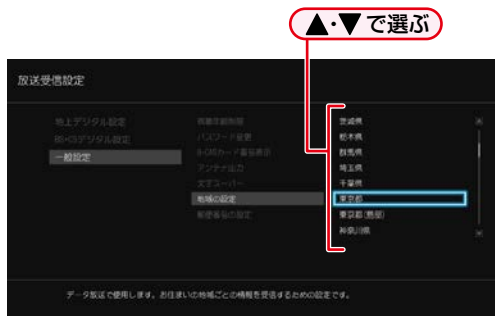 ▲・▼で選ぶ
放送受信設定
地上デジタル設定
BS・CSデジタル設定
一般設定
視聴年齢制限
パスワード変更
B-CASカード番号表示
アンテナ出力
文字スーパー
地域の設定
郵便番号の設定
茨城県
栃木県
群馬県
埼玉県
千葉県
東京都
東京都(島部)
神奈川県
データ放送で使用します。お住まいの地域ごとの情報を受信するための設定です。